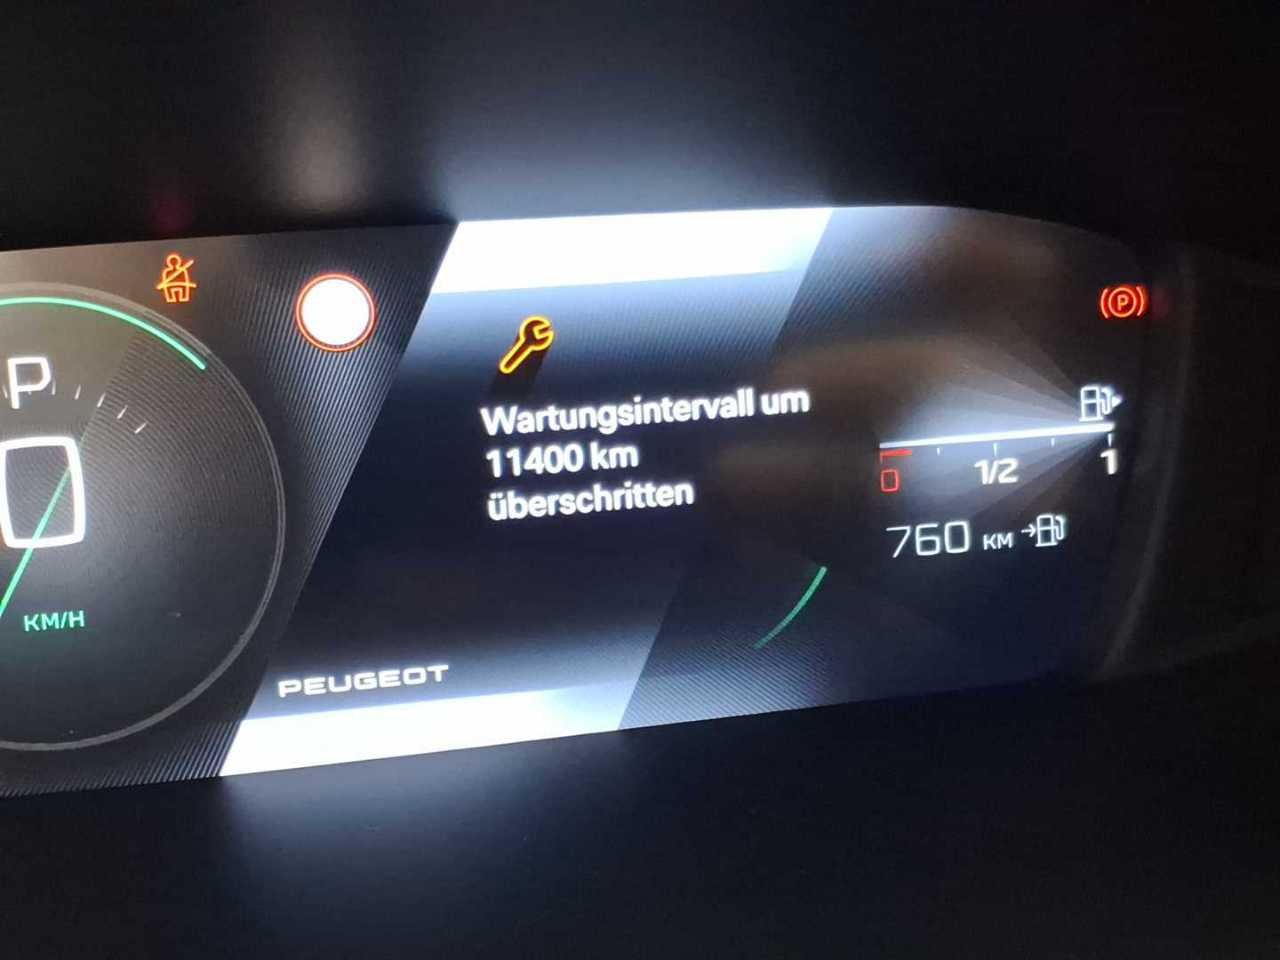 P
KM/H
Wartungsintervall um
11400 km
überschritten
PEUGEOT
(P)
0 1/2 1
760 KM